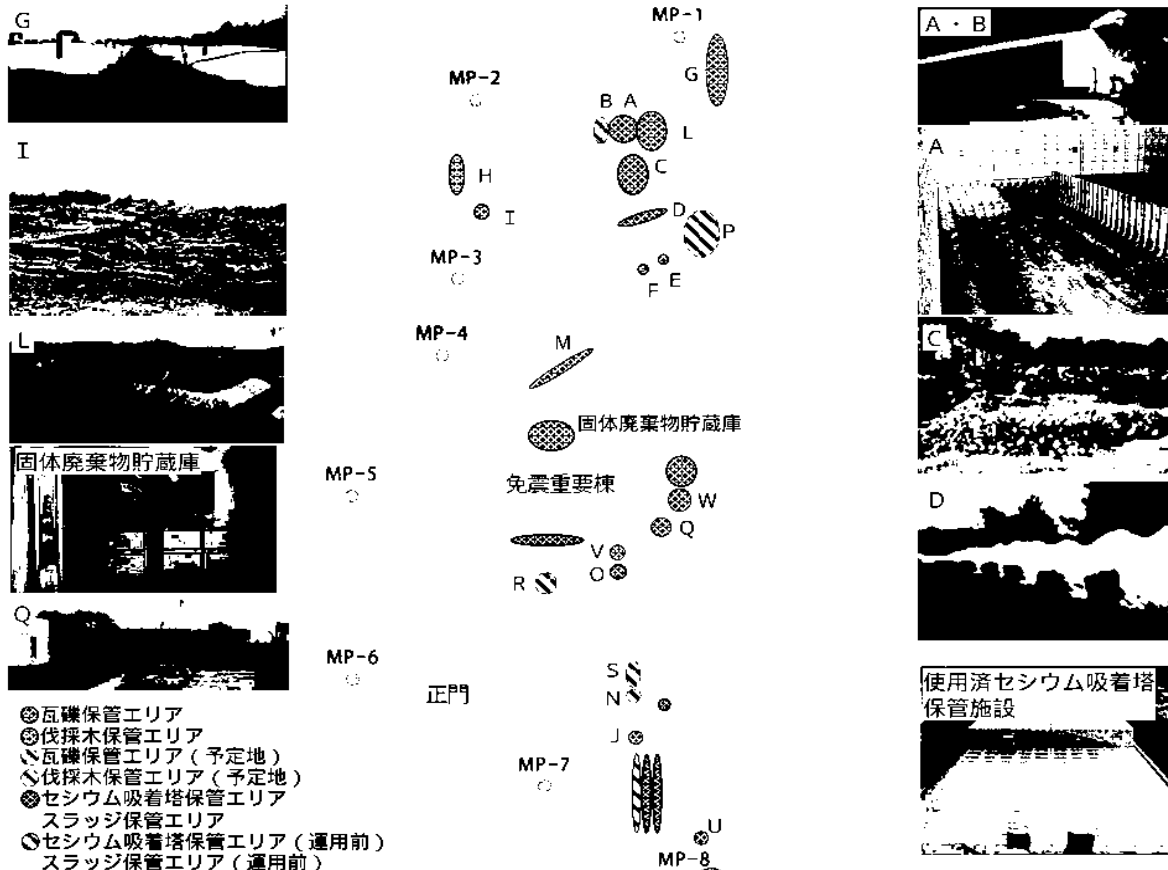 G
I
L
固体廃棄物貯蔵庫
Q
MP-1
G
MP-2
B A
L
H
C
I
D
P
MP-3
E
F
MP-4
M
固体廃棄物貯蔵庫
MP-5
免震重要棟
W
Q
V
O
R
MP-6
S
正門
N
J
MP-7
U
MP-8
A・B
A
C
D
使用済セシウム吸着塔
保管施設
瓦礫保管エリア
伐採木保管エリア
瓦礫保管エリア(予定地)
伐採木保管エリア(予定地)
セシウム吸着塔保管エリア
スラッジ保管エリア
セシウム吸着塔保管エリア(運用前)
スラッジ保管エリア(運用前)